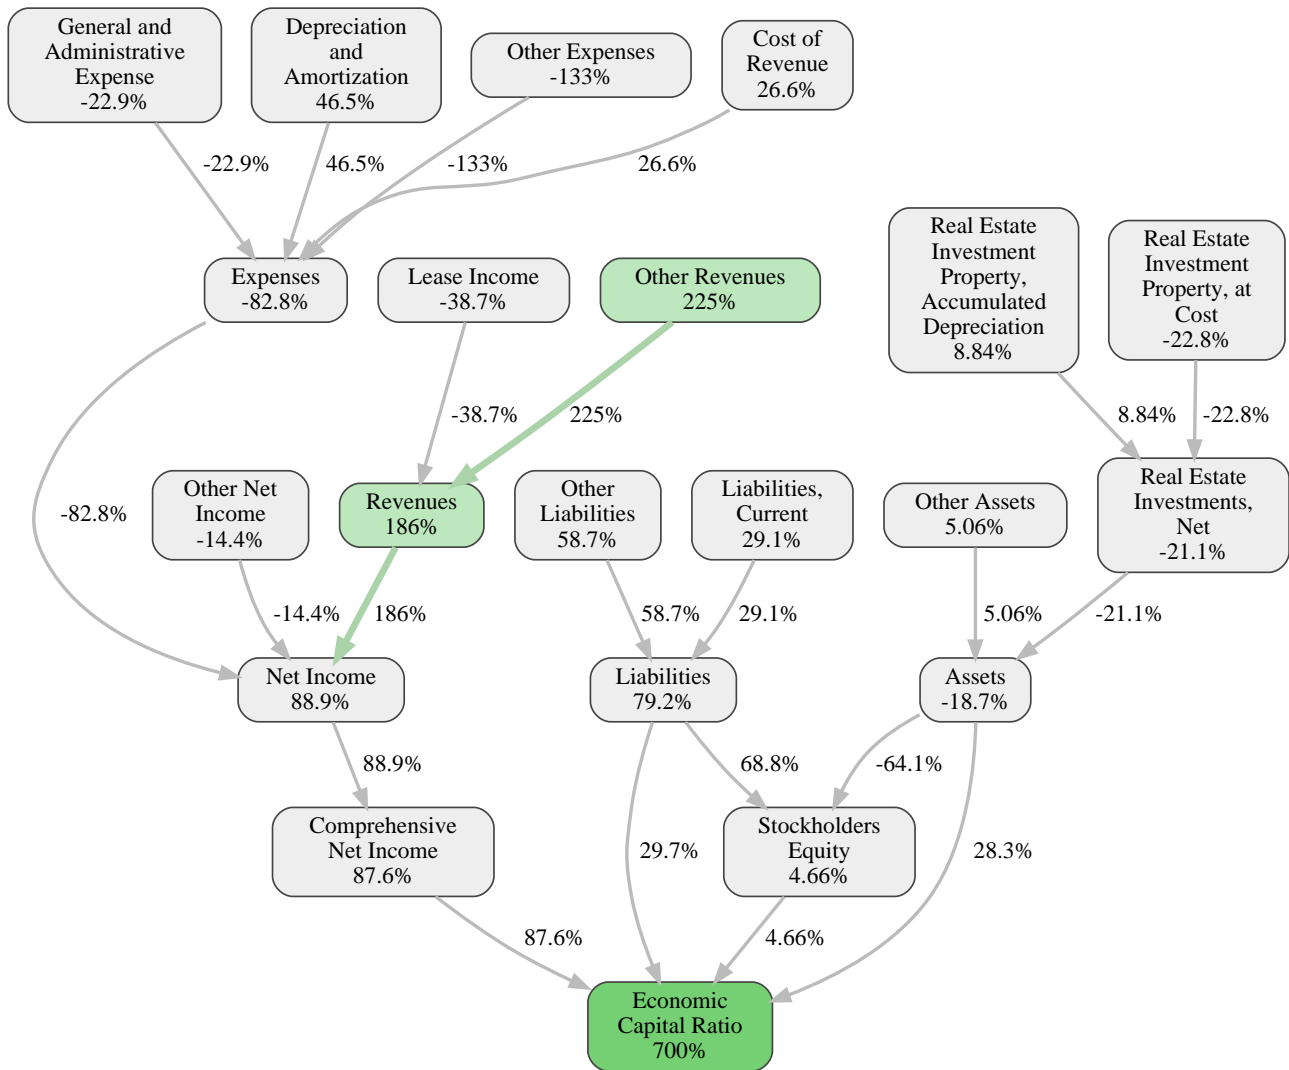 General and
Administrative
Expense
-22.9%
Depreciation
and
Amortization
46.5%
Other Expenses
-133%
Cost of
Revenue
26.6%
-22.9%
46.5%
-133%
26.6%
Expenses
-82.8%
Lease Income
-38.7%
Other Revenues
225%
Real Estate
Investment
Property,
Accumulated
Depreciation
8.84%
Real Estate
Investment
Property, at
Cost
-22.8%
-38.7%
225%
8.84%
-22.8%
-82.8%
Other Net
Income
-14.4%
Revenues
186%
Other
Liabilities
58.7%
Liabilities,
Current
29.1%
Other Assets
5.06%
Real Estate
Investments,
Net
-21.1%
-14.4%
186%
58.7%
29.1%
5.06%
-21.1%
Net Income
88.9%
Liabilities
79.2%
Assets
-18.7%
88.9%
68.8%
-64.1%
Comprehensive
Net Income
87.6%
29.7%
Stockholders
Equity
4.66%
28.3%
87.6%
4.66%
Economic
Capital Ratio
700%